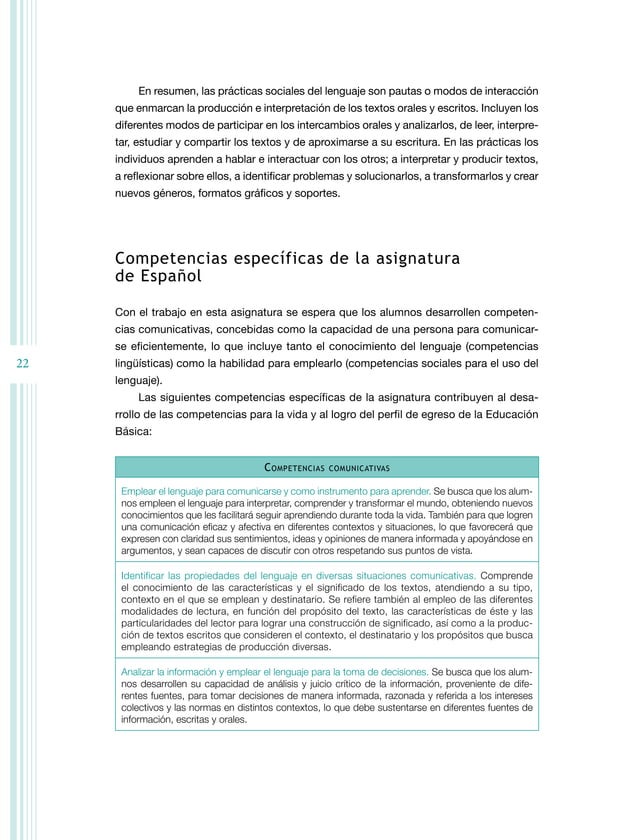 En resumen, las prácticas sociales del lenguaje son pautas o modos de interacción
que enmarcan la producción e interpretación de los textos orales y escritos. Incluyen los
diferentes modos de participar en los intercambios orales y analizarlos, de leer, interpre-
tar, estudiar y compartir los textos y de aproximarse a su escritura. En las prácticas los
individuos aprenden a hablar e interactuar con los otros; a interpretar y producir textos,
a reflexionar sobre ellos, a identificar problemas y solucionarlos, a transformarlos y crear
nuevos géneros, formatos gráficos y soportes.
Competencias específicas de la asignatura
de Español
Con el trabajo en esta asignatura se espera que los alumnos desarrollen competen-
cias comunicativas, concebidas como la capacidad de una persona para comunicar-
se eficientemente, lo que incluye tanto el conocimiento del lenguaje (competencias
22
lingüísticas) como la habilidad para emplearlo (competencias sociales para el uso del
lenguaje).
Las siguientes competencias específicas de la asignatura contribuyen al desa-
rrollo de las competencias para la vida y al logro del perfil de egreso de la Educación
Básica:
Competencias comunicativas
Emplear el lenguaje para comunicarse y como instrumento para aprender. Se busca que los alum-
nos empleen el lenguaje para interpretar, comprender y transformar el mundo, obteniendo nuevos
conocimientos que les facilitará seguir aprendiendo durante toda la vida. También para que logren
una comunicación eficaz y afectiva en diferentes contextos y situaciones, lo que favorecerá que
expresen con claridad sus sentimientos, ideas y opiniones de manera informada y apoyándose en
argumentos, y sean capaces de discutir con otros respetando sus puntos de vista.
Identificar las propiedades del lenguaje en diversas situaciones comunicativas. Comprende
el conocimiento de las características y el significado de los textos, atendiendo a su tipo,
contexto en el que se emplean y destinatario. Se refiere también al empleo de las diferentes
modalidades de lectura, en función del propósito del texto, las características de éste y las
particularidades del lector para lograr una construcción de significado, así como a la produc-
ción de textos escritos que consideren el contexto, el destinatario y los propósitos que busca
empleando estrategias de producción diversas.
Analizar la información y emplear el lenguaje para la toma de decisiones. Se busca que los alum-
nos desarrollen su capacidad de análisis y juicio crítico de la información, proveniente de dife-
rentes fuentes, para tomar decisiones de manera informada, razonada y referida a los intereses
colectivos y las normas en distintos contextos, lo que debe sustentarse en diferentes fuentes de
información, escritas y orales.